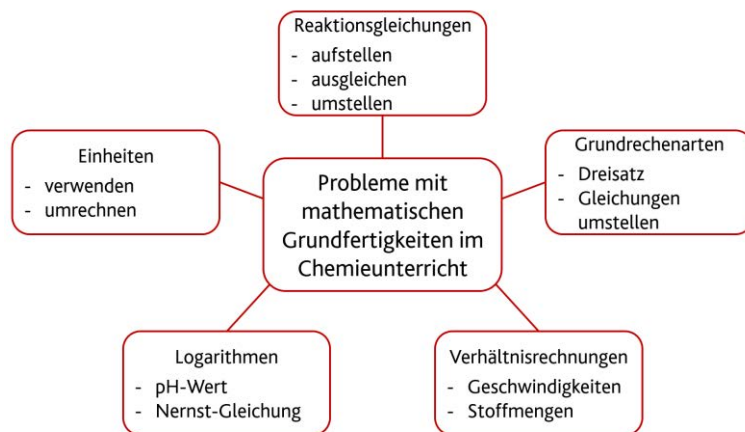 Reaktionsgleichungen
- aufstellen
- ausgleichen
- umstellen
Einheiten
- verwenden
- umrechnen
Probleme mit
mathematischen
Grundfertigkeiten im
Chemieunterricht
Grundrechenarten
- Dreisatz
- Gleichungen
umstellen
Logarithmen
- pH-Wert
- Nernst-Gleichung
Verhältnisrechnungen
- Geschwindigkeiten
- Stoffmengen